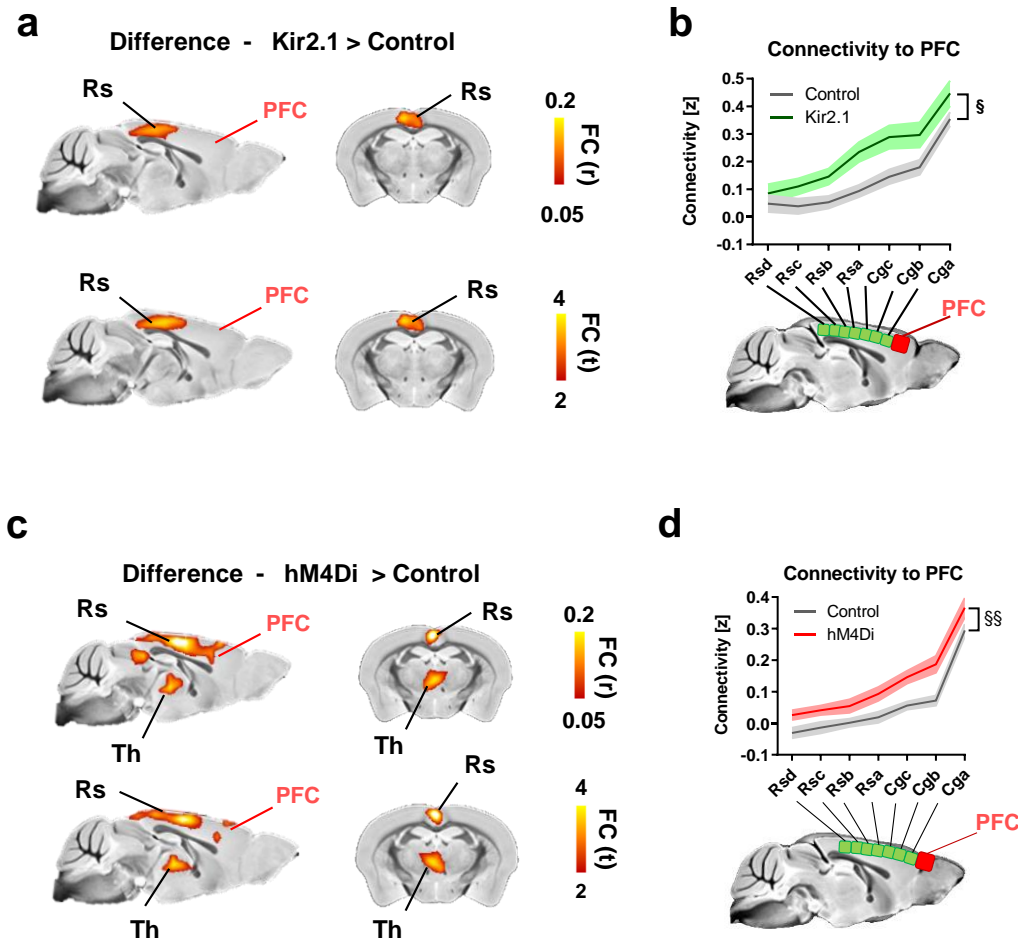 a
Difference - Kir2.1 > Control
Rs
PFC
Rs
0.2
FC (r)
0.05
Rs
PFC
Rs
4
FC (t)
2
b
Connectivity to PFC
0.5
0.4
0.3
0.2
0.1
0.0
-0.1
Connectivity [z]
Control
Kir2.1
§
Rsd
Rsc
Rsb
Rsa
Cgc
Cgb
Cga
PFC
c
Difference - hM4Di > Control
Rs
PFC
Th
Rs
Th
0.2
FC (r)
0.05
Rs
PFC
Th
Rs
Th
4
FC (t)
2
d
Connectivity to PFC
0.4
0.3
0.2
0.1
0.0
-0.1
Connectivity [z]
Control
hM4Di
§§
Rsd
Rsc
Rsb
Rsa
Cgc
Cgb
Cga
PFC